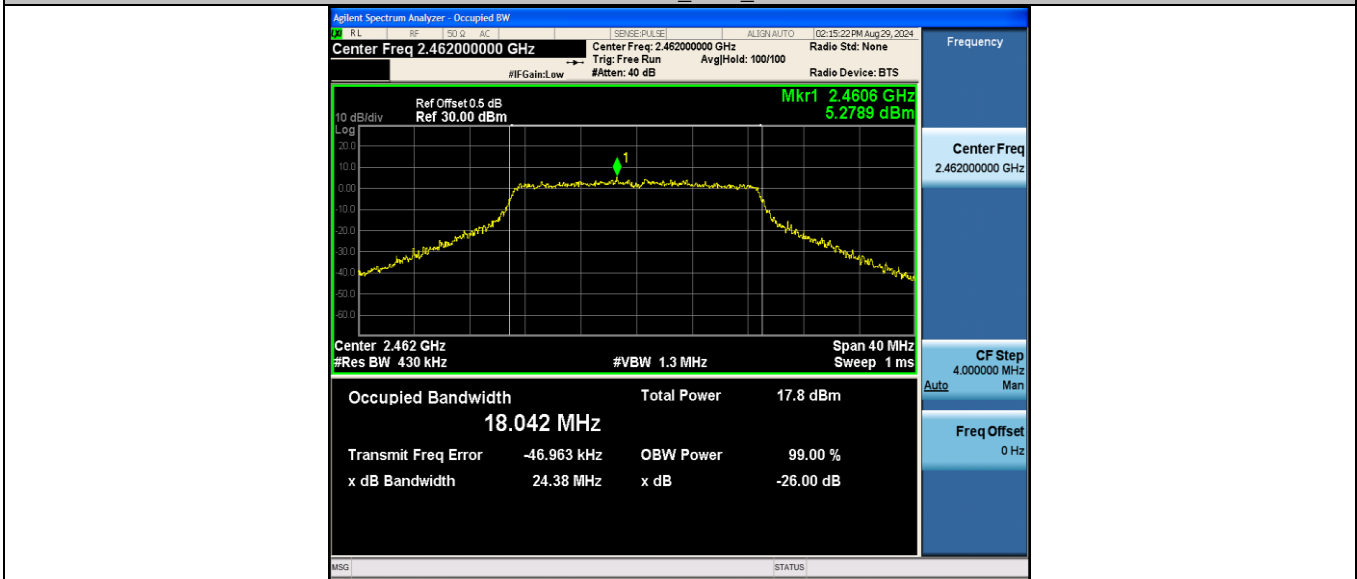 Agilent Spectrum Analyzer - Occupied BW
RL RF 50 Ω AC SENSE:PULSE ALIGN AUTO 02:15:22 PM Aug 29, 2024
Center Freq 2.462000000 GHz
Center Freq: 2.462000000 GHz
Radio Std: None
Trig: Free Run Avg|Hold: 100/100
#IFGain:Low #Atten: 40 dB Radio Device: BTS
Frequency
Mkr1 2.4606 GHz
5.2789 dBm
Ref Offset 0.5 dB
10 dB/div Ref 30.00 dBm
Log
20.0
10.0
0.00
-10.0
-20.0
-30.0
-40.0
-50.0
-60.0
1
Center 2.462 GHz Span 40 MHz
#Res BW 430 kHz #VBW 1.3 MHz Sweep 1 ms
Center Freq
2.462000000 GHz
CF Step
4.000000 MHz
Auto Man
Freq Offset
0 Hz
Occupied Bandwidth Total Power 17.8 dBm
18.042 MHz
Transmit Freq Error -46.963 kHz OBW Power 99.00 %
x dB Bandwidth 24.38 MHz x dB -26.00 dB
MSG STATUS